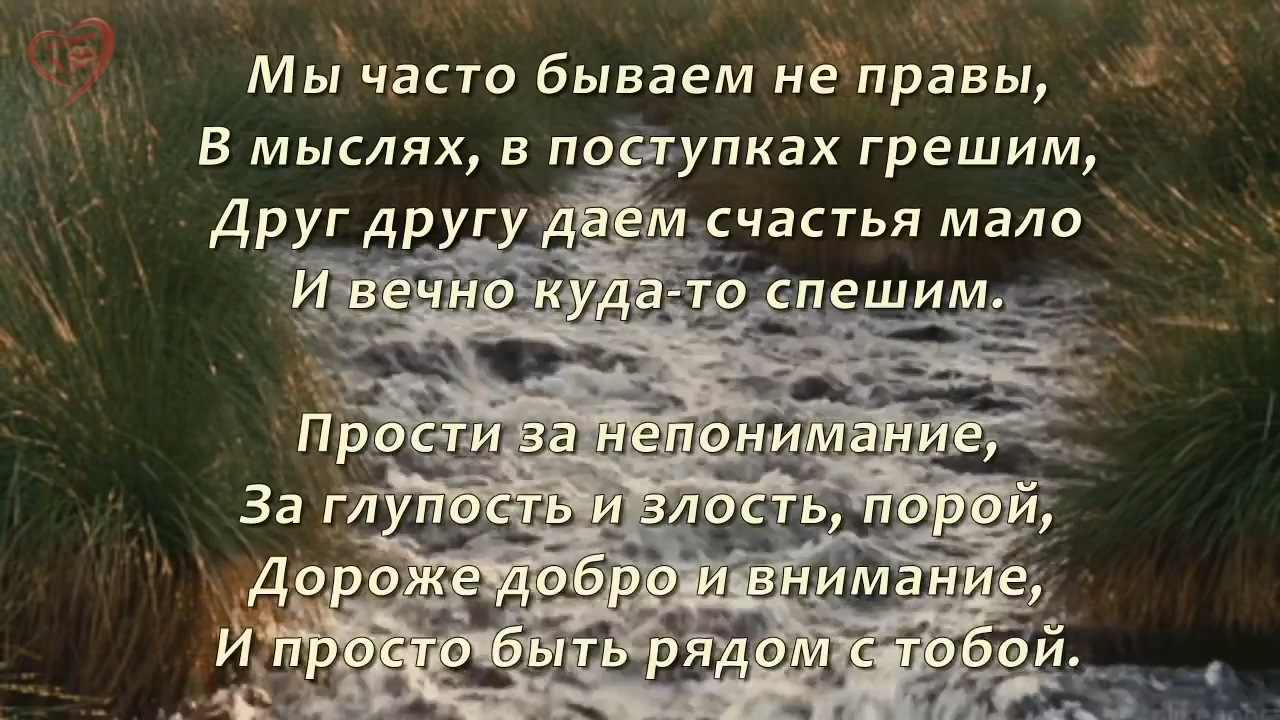 Мы часто бываем не правы,
В мыслях, в поступках грешим,
Друг другу даем счастья мало
И вечно куда-то спешим.
Прости за непонимание,
За глупость и злость, порой,
Дороже добро и внимание,
И просто быть рядом с тобой.